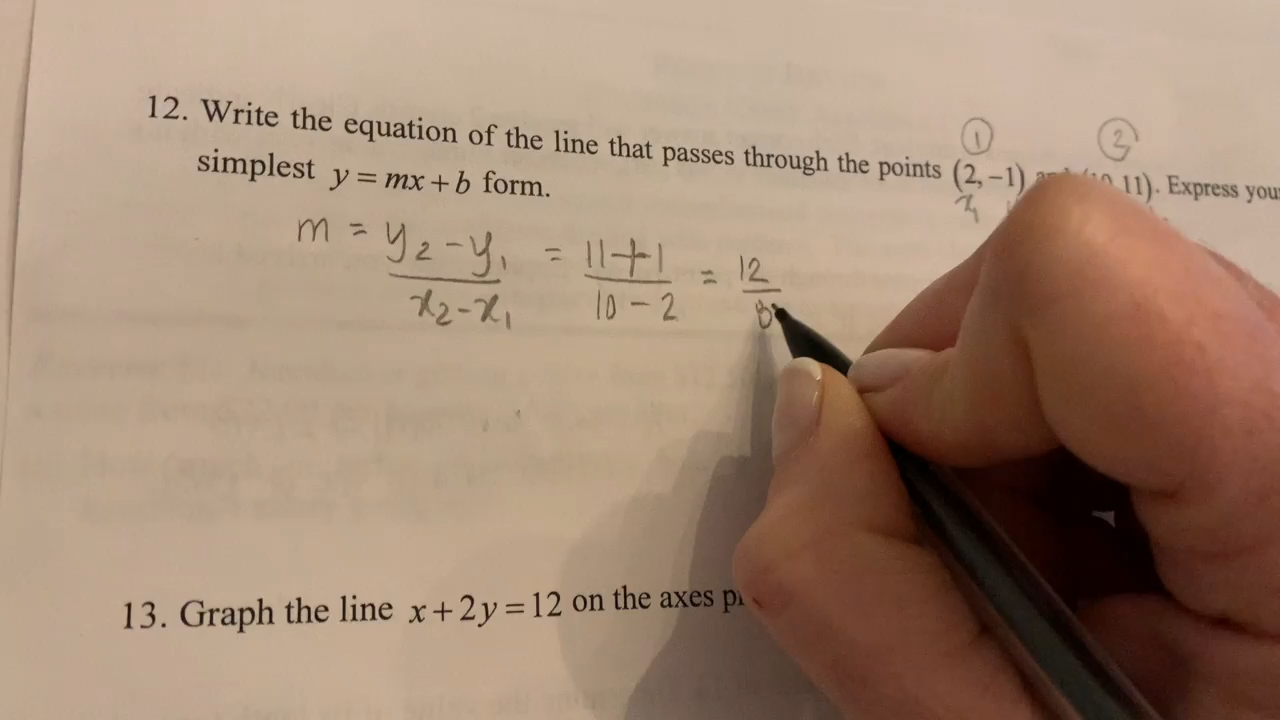 ① ②
12. Write the equation of the line that passes through the points (2, −1) 11). Express
x₁
simplest y = mx + b form.
m = y₂ − y₁ / x₂ − x₁ = 11 + 1 / 10 − 2 = 12 / 8
13. Graph the line x + 2y = 12 on the axes